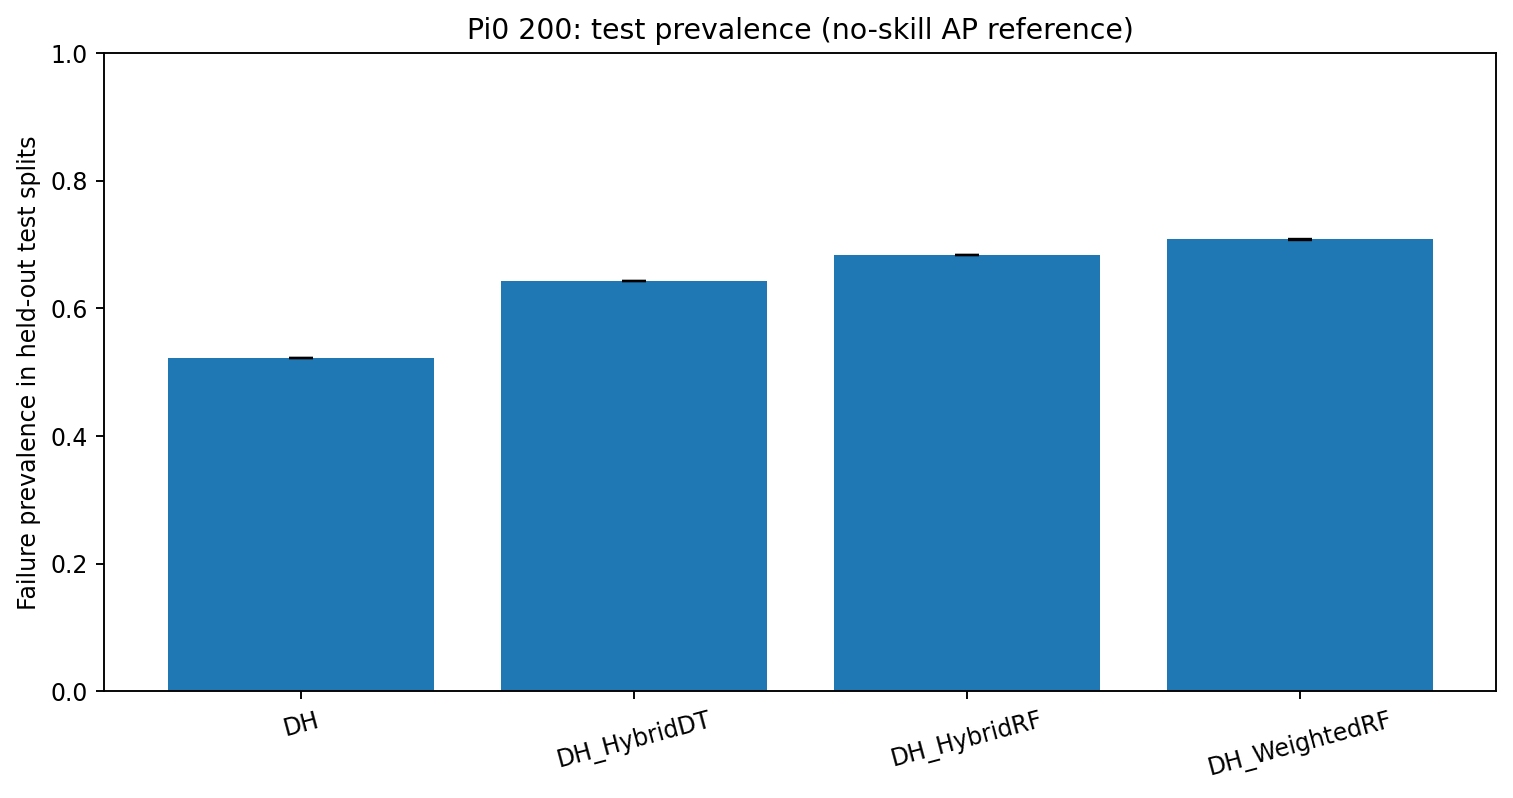 Pi0 200: test prevalence (no-skill AP reference)
Failure prevalence in held-out test splits
1.0
0.8
0.6
0.4
0.2
0.0
DH
DH_HybridDT
DH_HybridRF
DH_WeightedRF